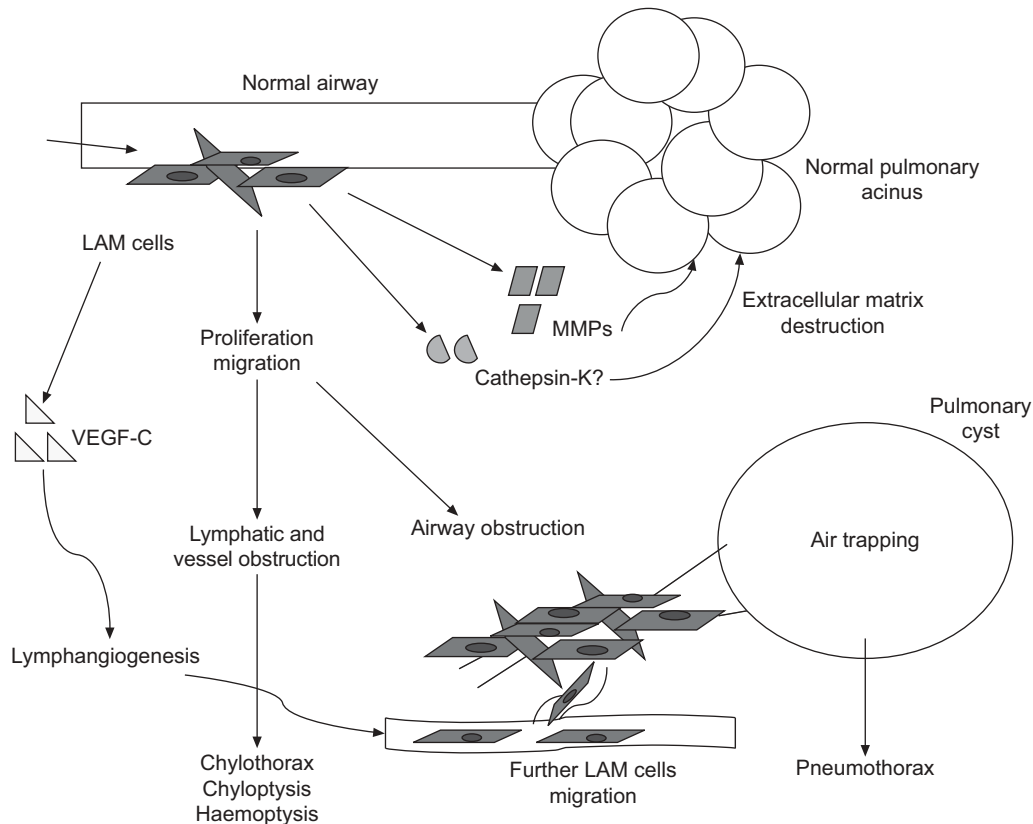 Normal airway
Normal pulmonary
acinus
LAM cells
Extracellular matrix
destruction
MMPs
Proliferation
migration
Cathepsin-K?
Pulmonary
cyst
VEGF-C
Lymphatic and
vessel obstruction
Airway obstruction
Air trapping
Lymphangiogenesis
Chylothorax
Chyloptysis
Haemoptysis
Further LAM cells
migration
Pneumothorax